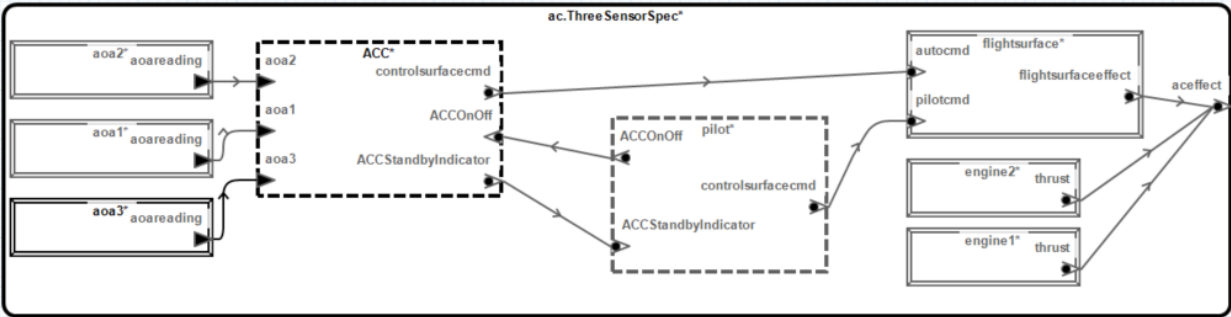 ac.ThreeSensorSpec*
aoa2* aoareading
aoa1* aoareading
aoa3* aoareading
ACC*
aoa2
controlsurfacecmd
aoa1
ACCOnOff
aoa3
ACCStandbyIndicator
pilot*
ACCOnOff
controlsurfacecmd
ACCStandbyIndicator
flightsurface*
autocmd
flightsurfaceeffect
pilotcmd
engine2* thrust
engine1* thrust
aceffect